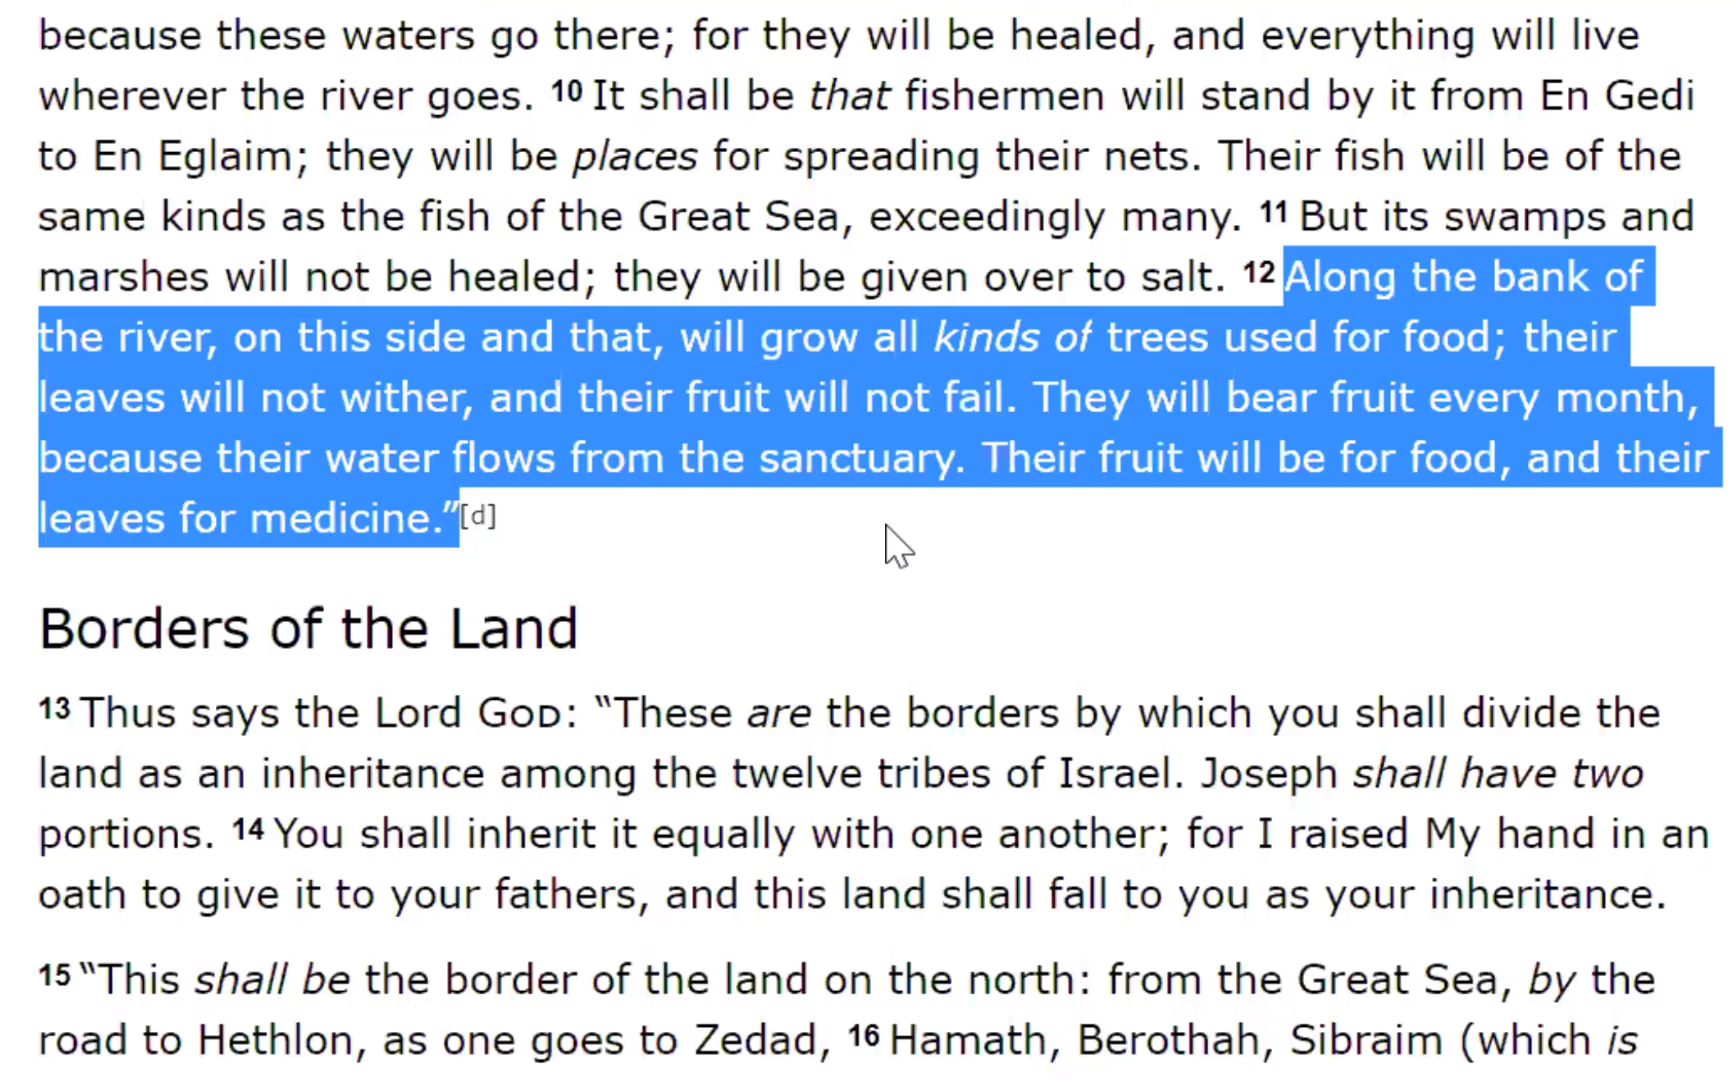 because these waters go there; for they will be healed, and everything will live
wherever the river goes. 10 It shall be that fishermen will stand by it from En Gedi
to En Eglaim; they will be places for spreading their nets. Their fish will be of the
same kinds as the fish of the Great Sea, exceedingly many. 11 But its swamps and
marshes will not be healed; they will be given over to salt. 12 Along the bank of
the river, on this side and that, will grow all kinds of trees used for food; their
leaves will not wither, and their fruit will not fail. They will bear fruit every month,
because their water flows from the sanctuary. Their fruit will be for food, and their
leaves for medicine.”[d]
Borders of the Land
13 Thus says the Lord GOD: “These are the borders by which you shall divide the
land as an inheritance among the twelve tribes of Israel. Joseph shall have two
portions. 14 You shall inherit it equally with one another; for I raised My hand in an
oath to give it to your fathers, and this land shall fall to you as your inheritance.
15 “This shall be the border of the land on the north: from the Great Sea, by the
road to Hethlon, as one goes to Zedad, 16 Hamath, Berothah, Sibraim (which is